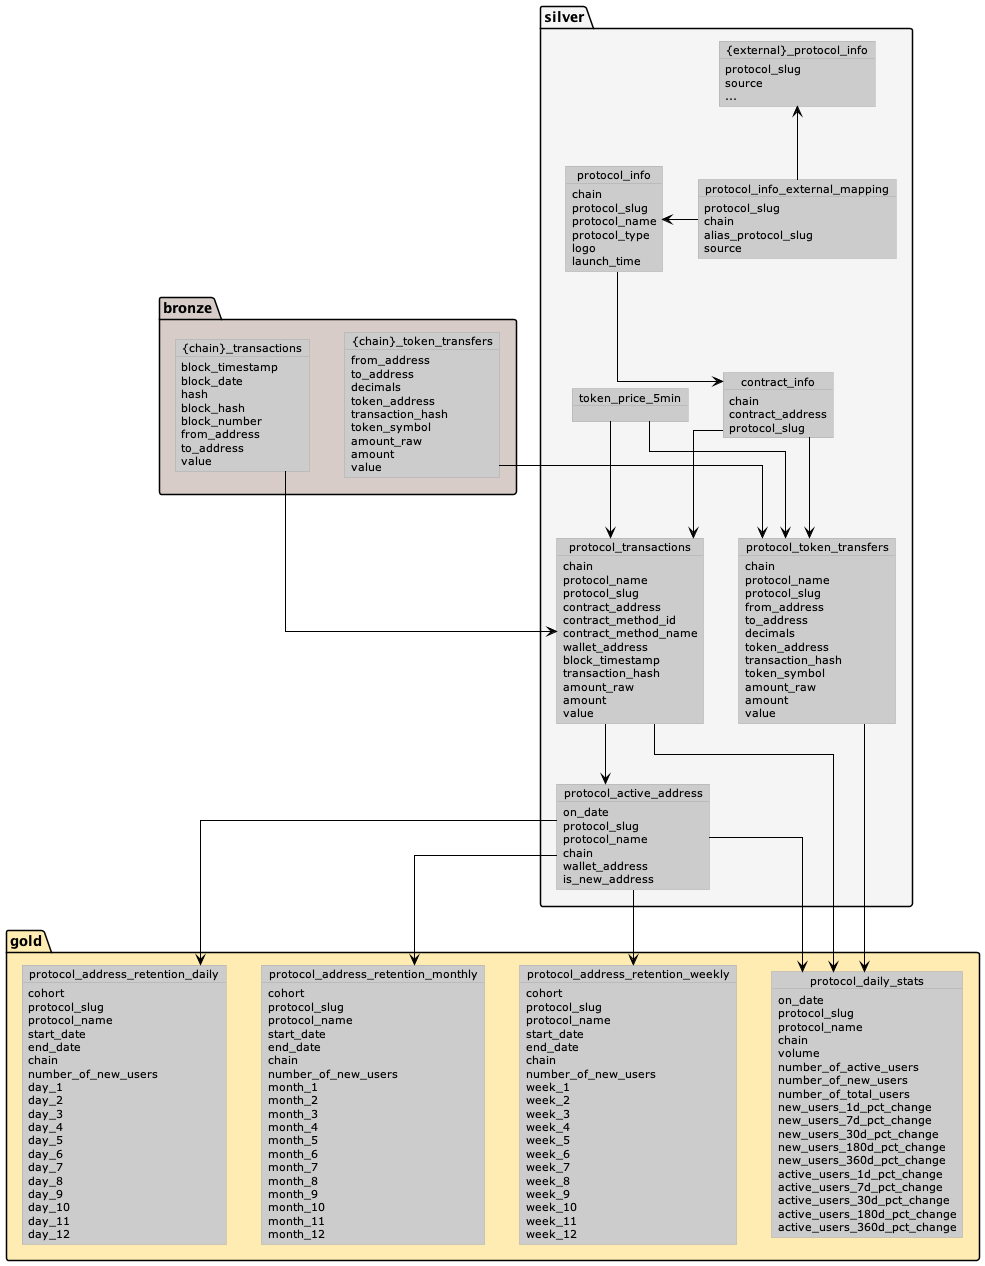 silver
{external}_protocol_info
protocol_slug
source
...
protocol_info
chain
protocol_slug
protocol_name
protocol_type
logo
launch_time
protocol_info_external_mapping
protocol_slug
chain
alias_protocol_slug
source
bronze
{chain}_transactions
block_timestamp
block_date
hash
block_hash
block_number
from_address
to_address
value
{chain}_token_transfers
from_address
to_address
decimals
token_address
transaction_hash
token_symbol
amount_raw
amount
value
token_price_5min
contract_info
chain
contract_address
protocol_slug
protocol_transactions
chain
protocol_name
protocol_slug
contract_address
contract_method_id
contract_method_name
wallet_address
block_timestamp
transaction_hash
amount_raw
amount
value
protocol_token_transfers
chain
protocol_name
protocol_slug
from_address
to_address
decimals
token_address
transaction_hash
token_symbol
amount_raw
amount
value
protocol_active_address
on_date
protocol_slug
protocol_name
chain
wallet_address
is_new_address
gold
protocol_address_retention_daily
cohort
protocol_slug
protocol_name
start_date
end_date
chain
number_of_new_users
day_1
day_2
day_3
day_4
day_5
day_6
day_7
day_8
day_9
day_10
day_11
day_12
protocol_address_retention_monthly
cohort
protocol_slug
protocol_name
start_date
end_date
chain
number_of_new_users
month_1
month_2
month_3
month_4
month_5
month_6
month_7
month_8
month_9
month_10
month_11
month_12
protocol_address_retention_weekly
cohort
protocol_slug
protocol_name
start_date
end_date
chain
number_of_new_users
week_1
week_2
week_3
week_4
week_5
week_6
week_7
week_8
week_9
week_10
week_11
week_12
protocol_daily_stats
on_date
protocol_slug
protocol_name
chain
volume
number_of_active_users
number_of_new_users
number_of_total_users
new_users_1d_pct_change
new_users_7d_pct_change
new_users_30d_pct_change
new_users_180d_pct_change
new_users_360d_pct_change
active_users_1d_pct_change
active_users_7d_pct_change
active_users_30d_pct_change
active_users_180d_pct_change
active_users_360d_pct_change